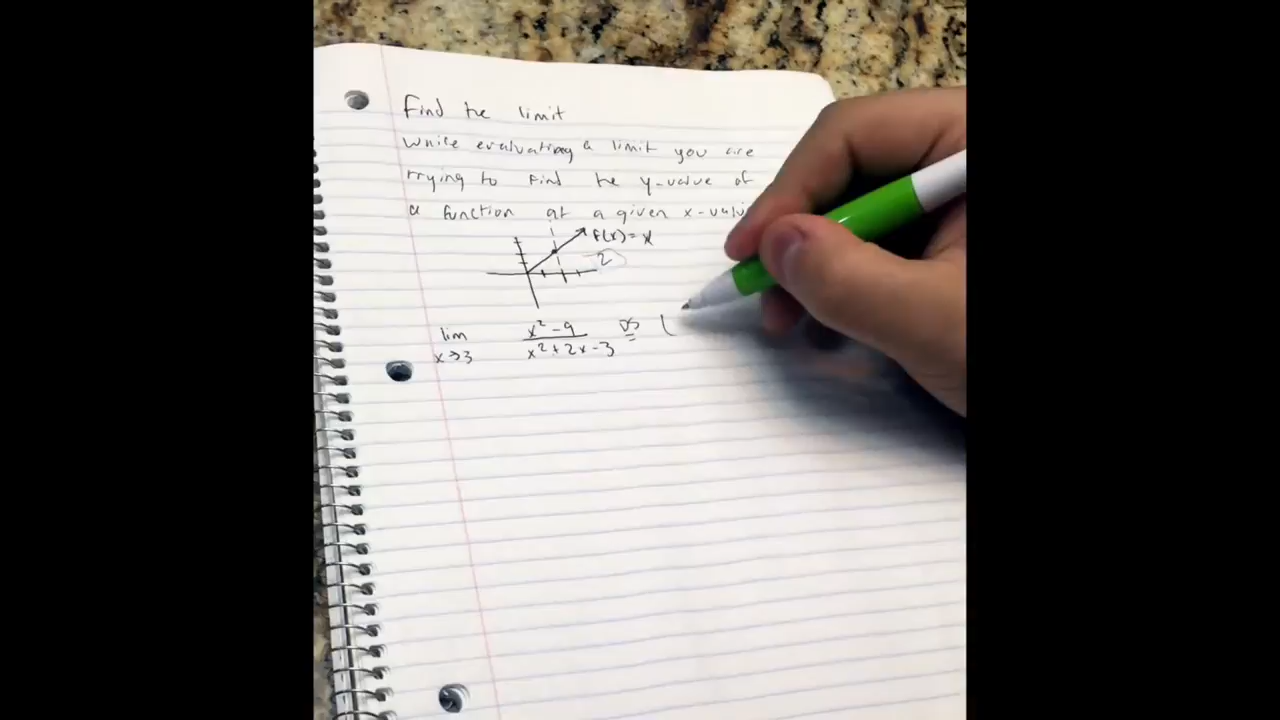 Find the limit
While evaluating a limit you are
trying to find the y-value of
a function at a given x-value
f(x) = x
2
lim x→3 x² - 9 / x² + 2x - 3